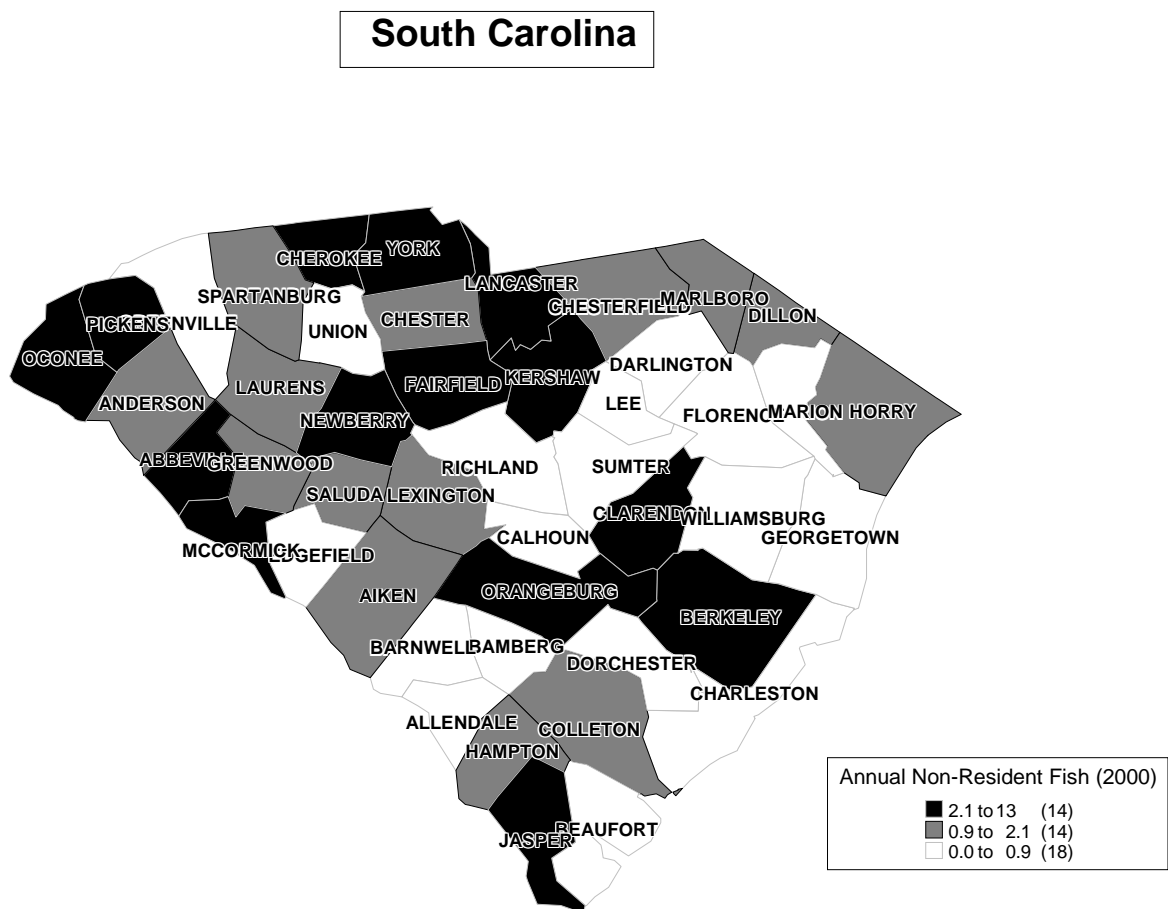 South Carolina
YORK
CHEROKEE
LANCASTER
SPARTANBURG
MARLBORO
CHESTERFIELD
DILLON
PICKENS
ENVILLE
UNION
CHESTER
OCONEE
DARLINGTON
KERSHAW
FAIRFIELD
LAURENS
ANDERSON
LEE
NEWBERRY
FLORENCE
MARION
HORRY
ABBEVILLE
GREENWOOD
RICHLAND
SUMTER
SALUDA
LEXINGTON
CLARENDON
WILLIAMSBURG
GEORGETOWN
CALHOUN
MCCORMICK
EDGEFIELD
ORANGEBURG
AIKEN
BERKELEY
BARNWELL
BAMBERG
DORCHESTER
CHARLESTON
ALLENDALE
COLLETON
HAMPTON
BEAUFORT
JASPER
Annual Non-Resident Fish (2000)
2.1 to 13 (14)
0.9 to 2.1 (14)
0.0 to 0.9 (18)